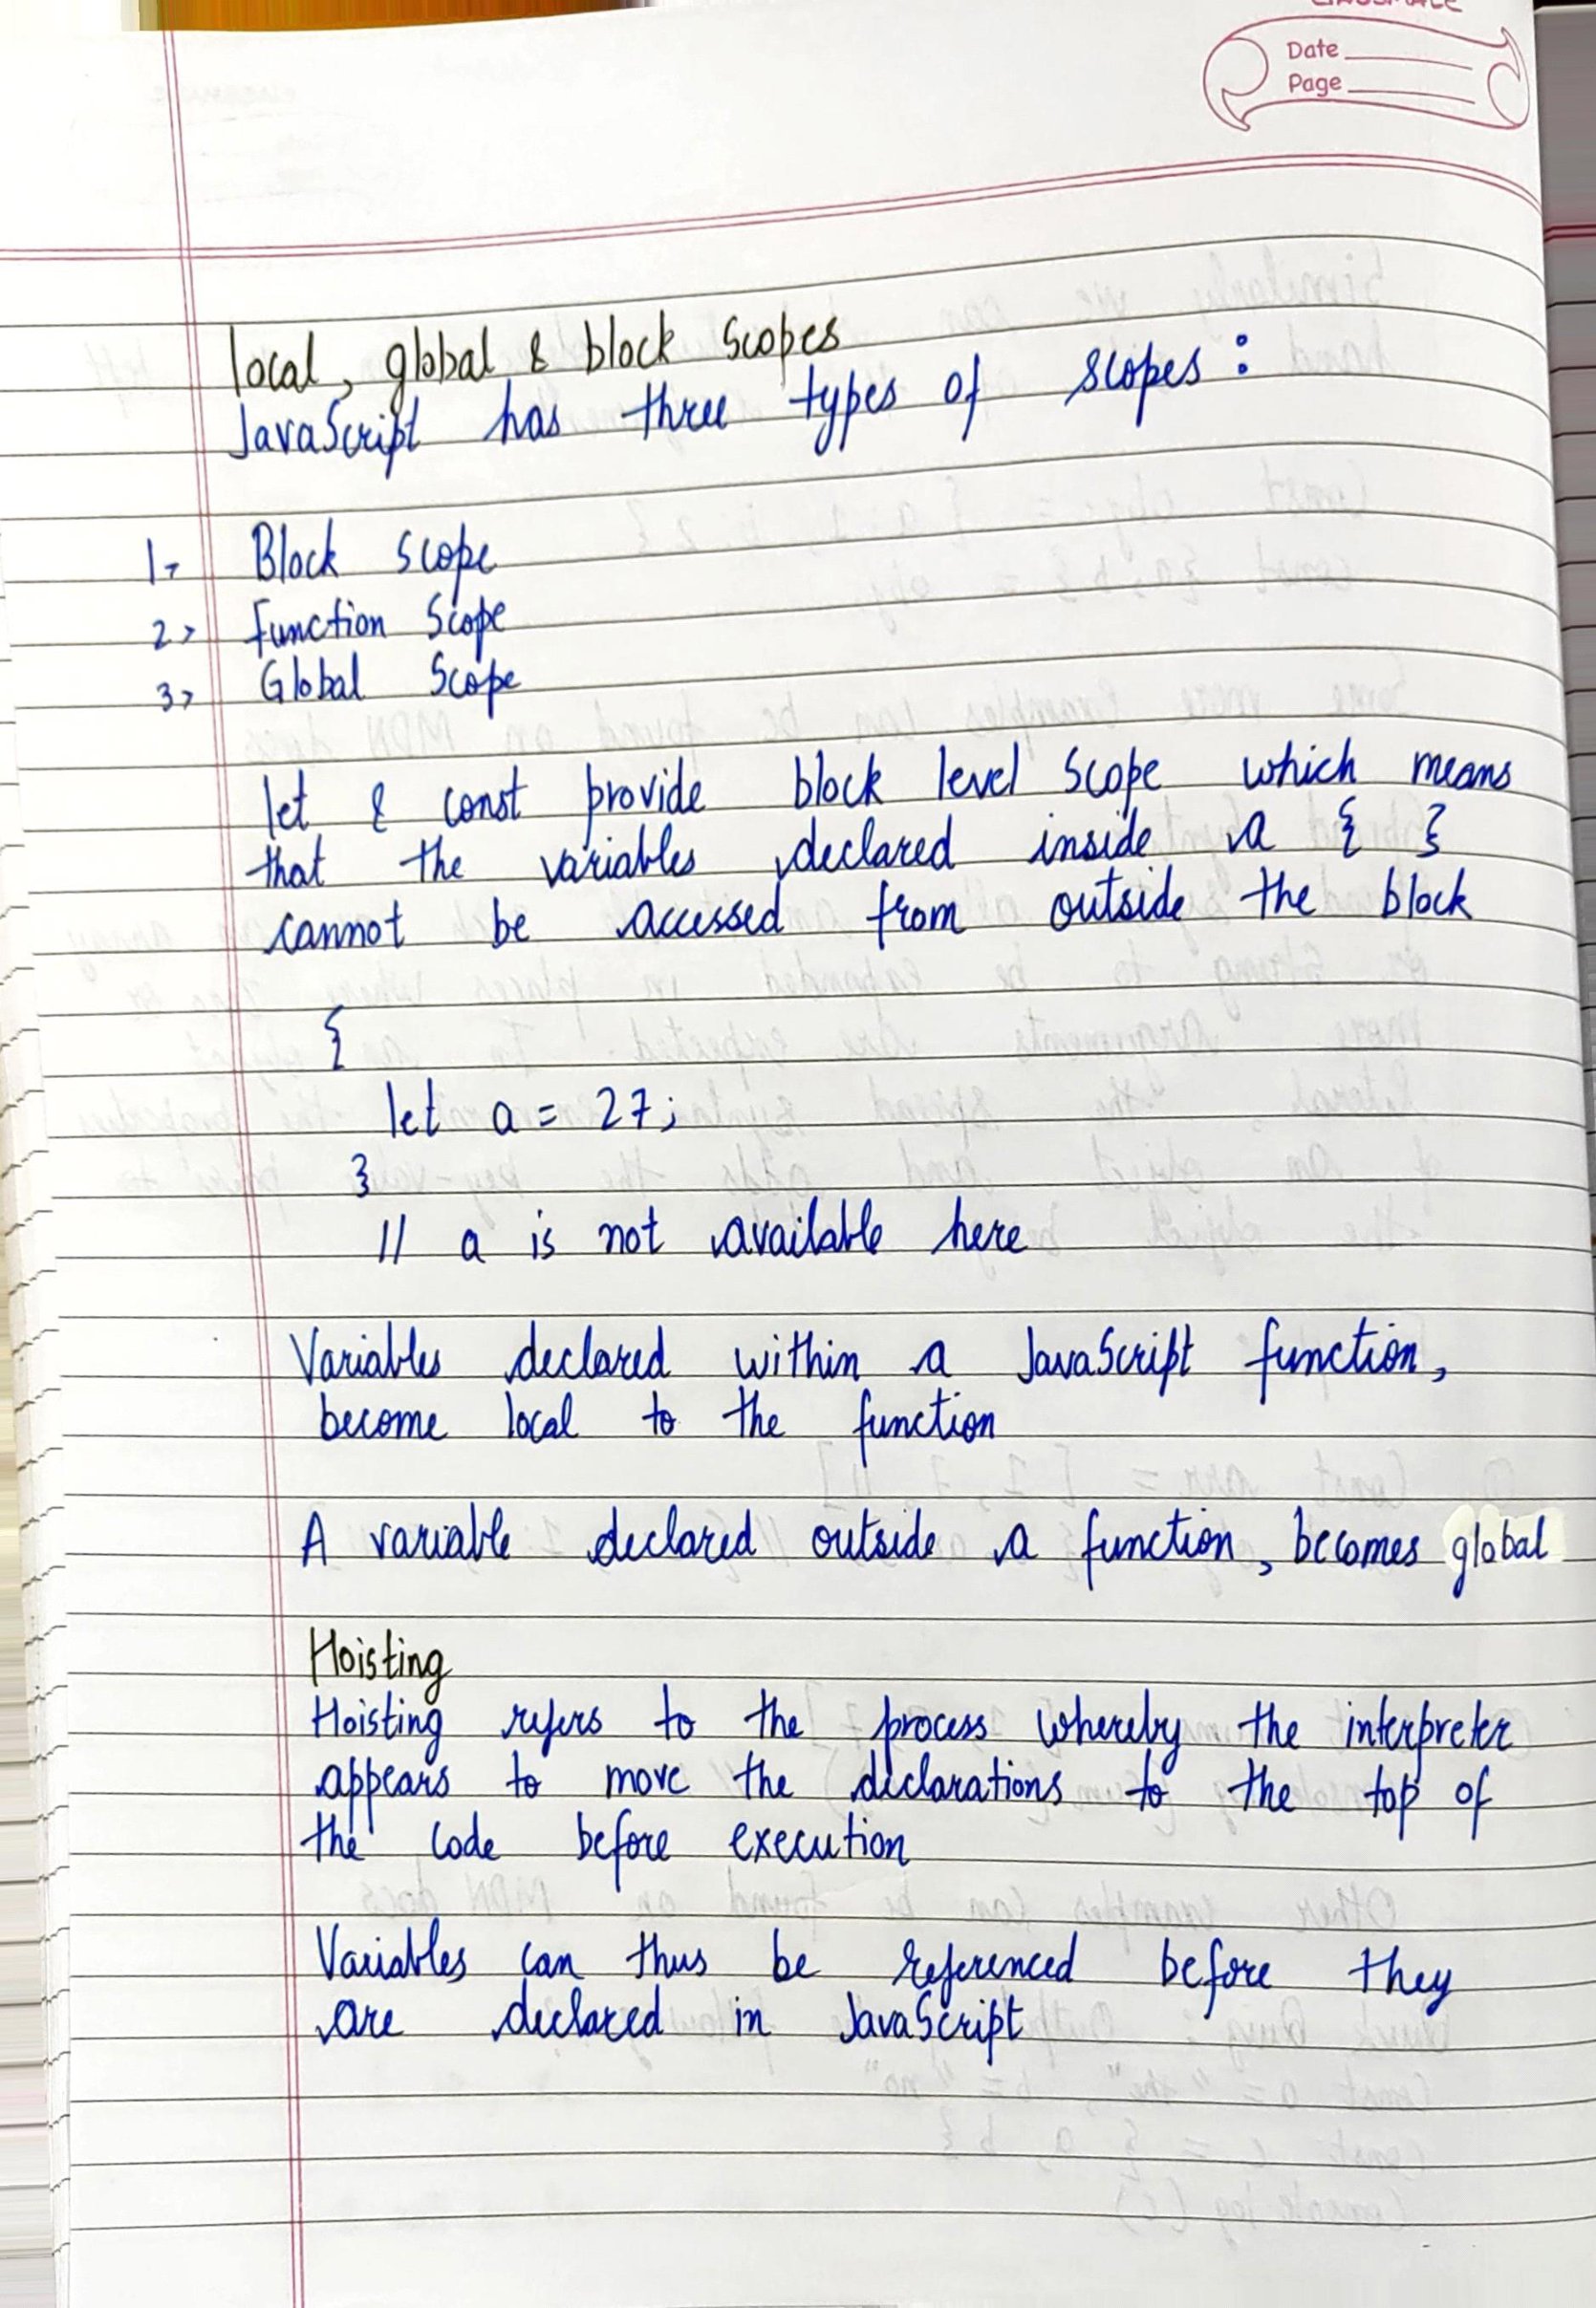 Date
Page
local, global & block scopes
JavaScript has three types of scopes :
1> Block scope
2> Function Scope
3> Global Scope
let & const provide block level scope which means
that the variables declared inside a { }
cannot be accessed from outside the block
{
let a = 27;
}
// a is not available here
Variables declared within a JavaScript function,
become local to the function
A variable declared outside a function, becomes global
Hoisting
Hoisting refers to the process whereby the interpreter
appears to move the declarations to the top of
the code before execution
Variables can thus be referenced before they
are declared in JavaScript